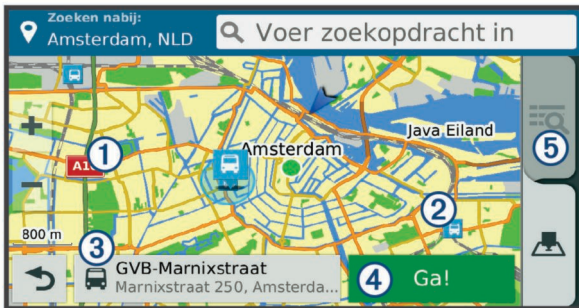 Zoeken nabij:
Amsterdam, NLD
Voer zoekopdracht in
Java Eiland
Amsterdam
A1
1
2
3
4
5
800 m
GVB-Marnixstraat
Marnixstraat 250, Amsterda...
Ga!